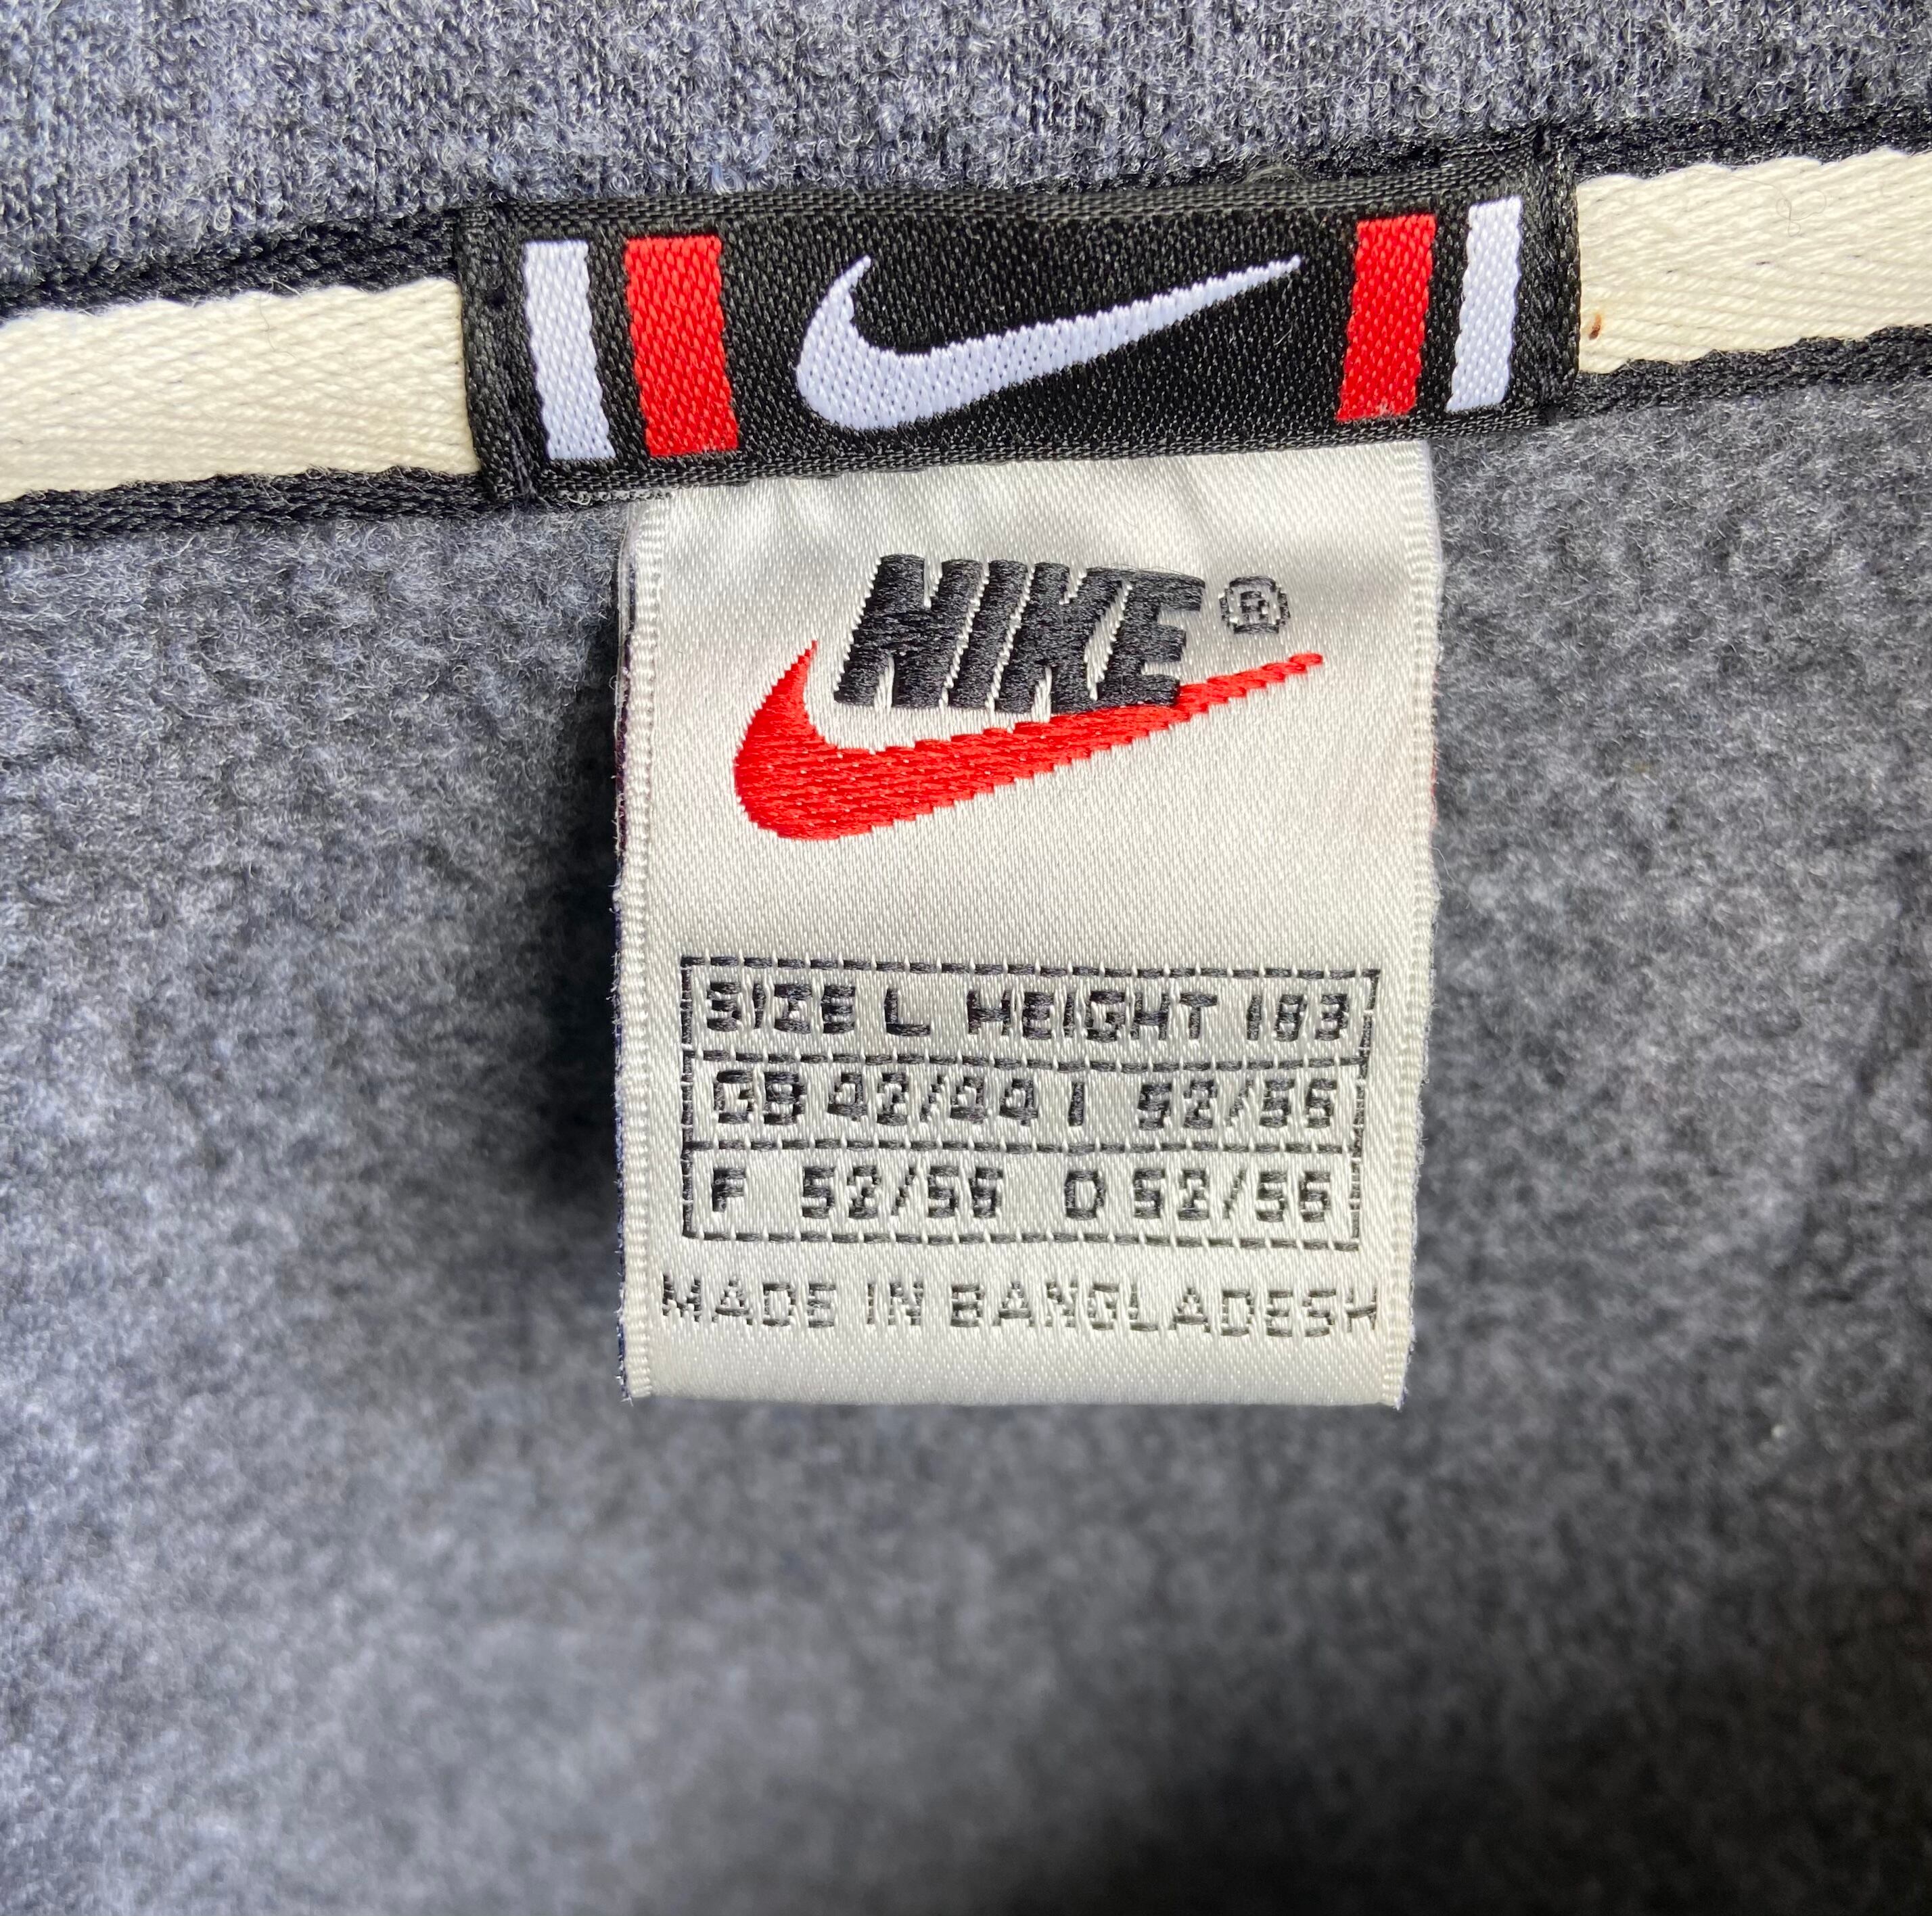 NIKE®
SIZE L HEIGHT 183
GB 42/44 I 52/56
F 52/56 D 52/56
MADE IN BANGLADESH